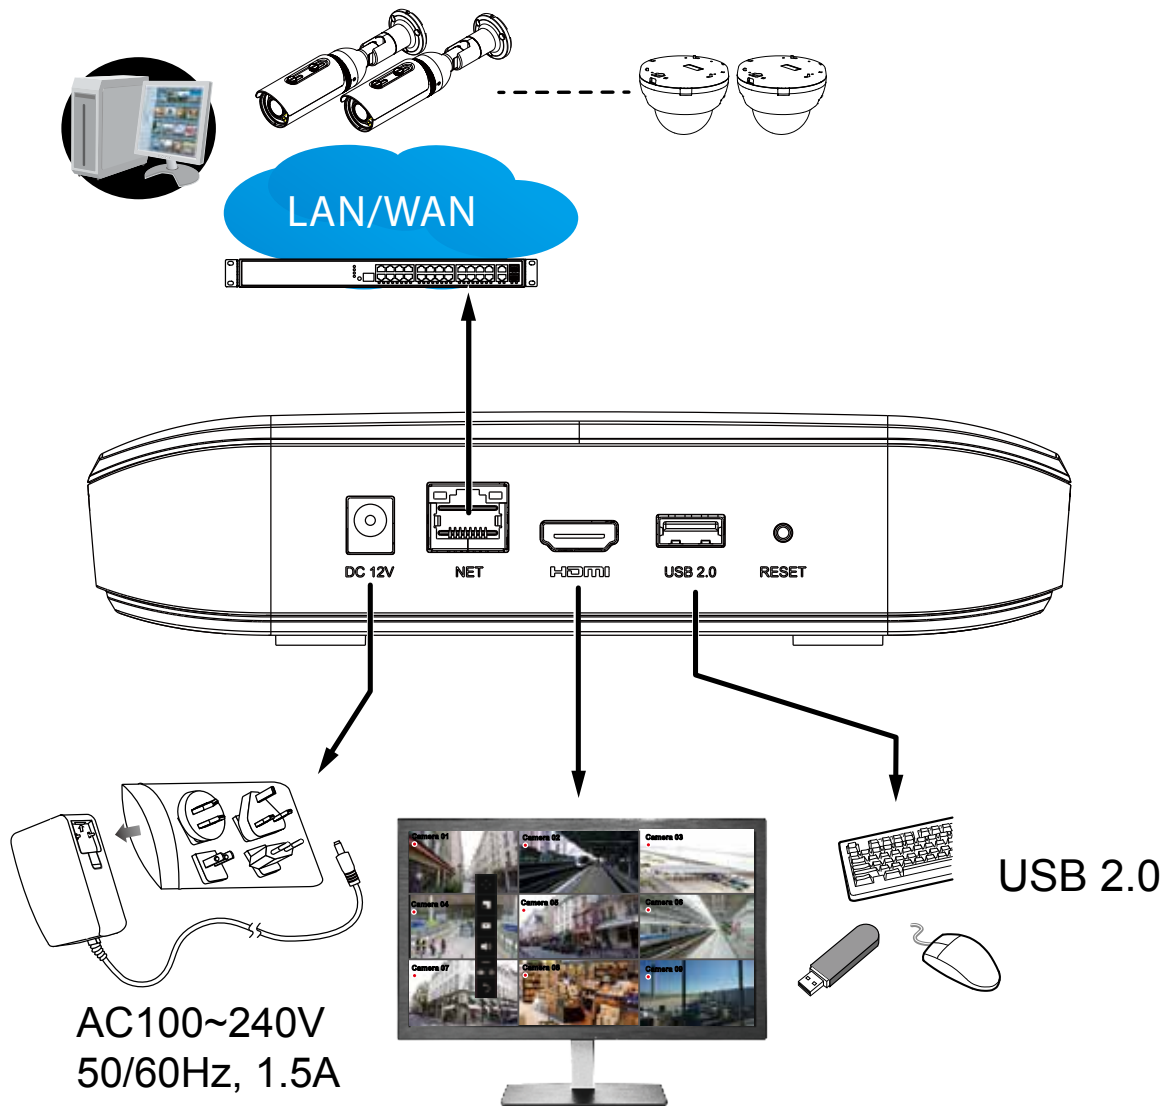 LAN/WAN
DC 12V
NET
HDMI
USB 2.0
RESET
Camera 01
Camera 02
Camera 03
Camera 04
Camera 05
Camera 06
Camera 07
Camera 08
Camera 09
USB 2.0
AC100~240V
50/60Hz, 1.5A